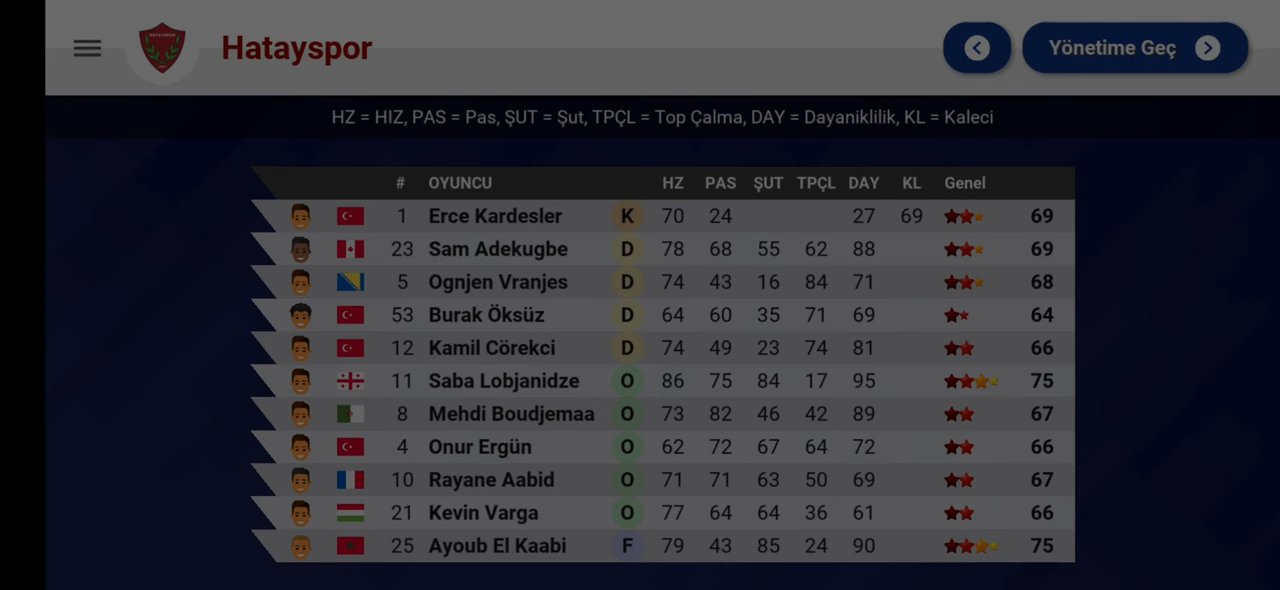 Hatayspor
Yönetime Geç
HZ = HIZ, PAS = Pas, ŞUT = Şut, TPÇL = Top Çalma, DAY = Dayaniklilik, KL = Kaleci
# OYUNCU HZ PAS ŞUT TPÇL DAY KL Genel
1 Erce Kardesler K 70 24 27 69 69
23 Sam Adekugbe D 78 68 55 62 88 69
5 Ognjen Vranjes D 74 43 16 84 71 68
53 Burak Öksüz D 64 60 35 71 69 64
12 Kamil Cörekci D 74 49 23 74 81 66
11 Saba Lobjanidze O 86 75 84 17 95 75
8 Mehdi Boudjemaa O 73 82 46 42 89 67
4 Onur Ergün O 62 72 67 64 72 66
10 Rayane Aabid O 71 71 63 50 69 67
21 Kevin Varga O 77 64 64 36 61 66
25 Ayoub El Kaabi F 79 43 85 24 90 75